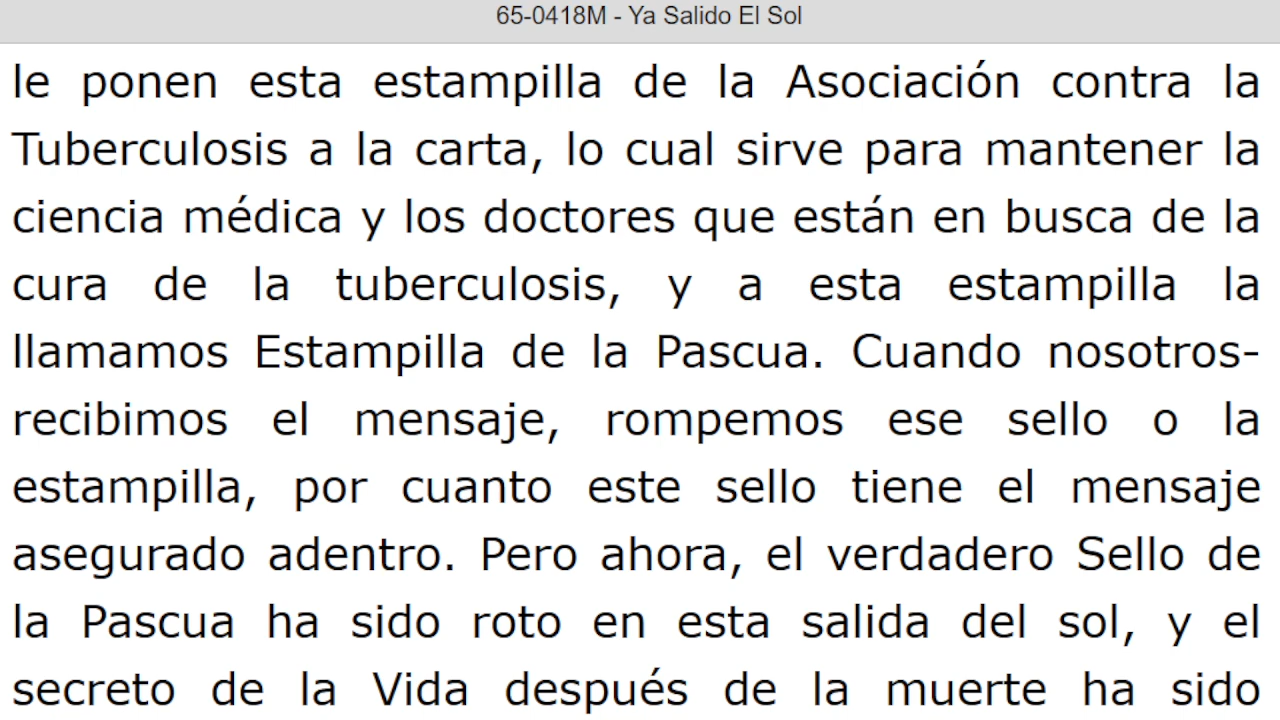 65-0418M - Ya Salido El Sol
le ponen esta estampilla de la Asociación contra la
Tuberculosis a la carta, lo cual sirve para mantener la
ciencia médica y los doctores que están en busca de la
cura de la tuberculosis, y a esta estampilla la
llamamos Estampilla de la Pascua. Cuando nosotros-
recibimos el mensaje, rompemos ese sello o la
estampilla, por cuanto este sello tiene el mensaje
asegurado adentro. Pero ahora, el verdadero Sello de
la Pascua ha sido roto en esta salida del sol, y el
secreto de la Vida después de la muerte ha sido